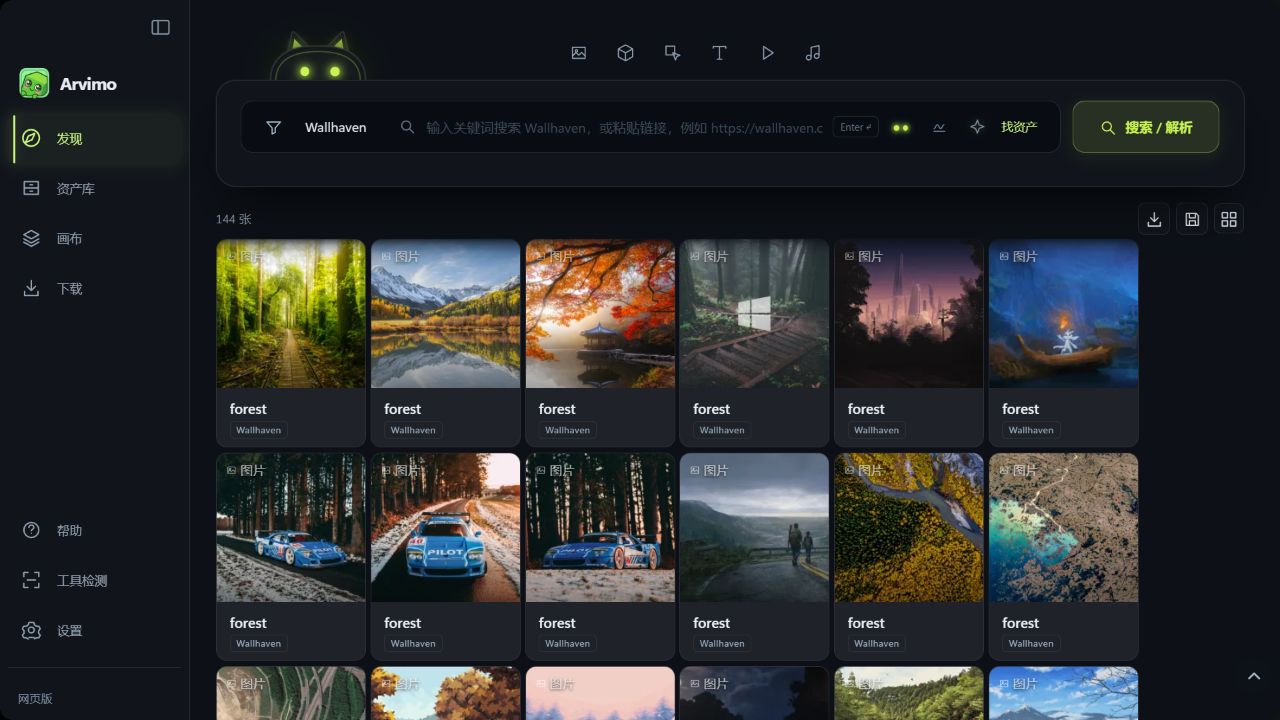 Arvimo
发现
资产库
画布
下载
帮助
工具检测
设置
网页版
Wallhaven
输入关键词搜索 Wallhaven，或粘贴链接，例如 https://wallhaven.c
Enter ↵
找资产
搜索 / 解析
144 张
图片
图片
图片
图片
图片
图片
forest
forest
forest
forest
forest
forest
Wallhaven
Wallhaven
Wallhaven
Wallhaven
Wallhaven
Wallhaven
图片
图片
图片
图片
图片
图片
PILOT
forest
forest
forest
forest
forest
forest
Wallhaven
Wallhaven
Wallhaven
Wallhaven
Wallhaven
Wallhaven
图片
图片
图片
图片
图片
图片